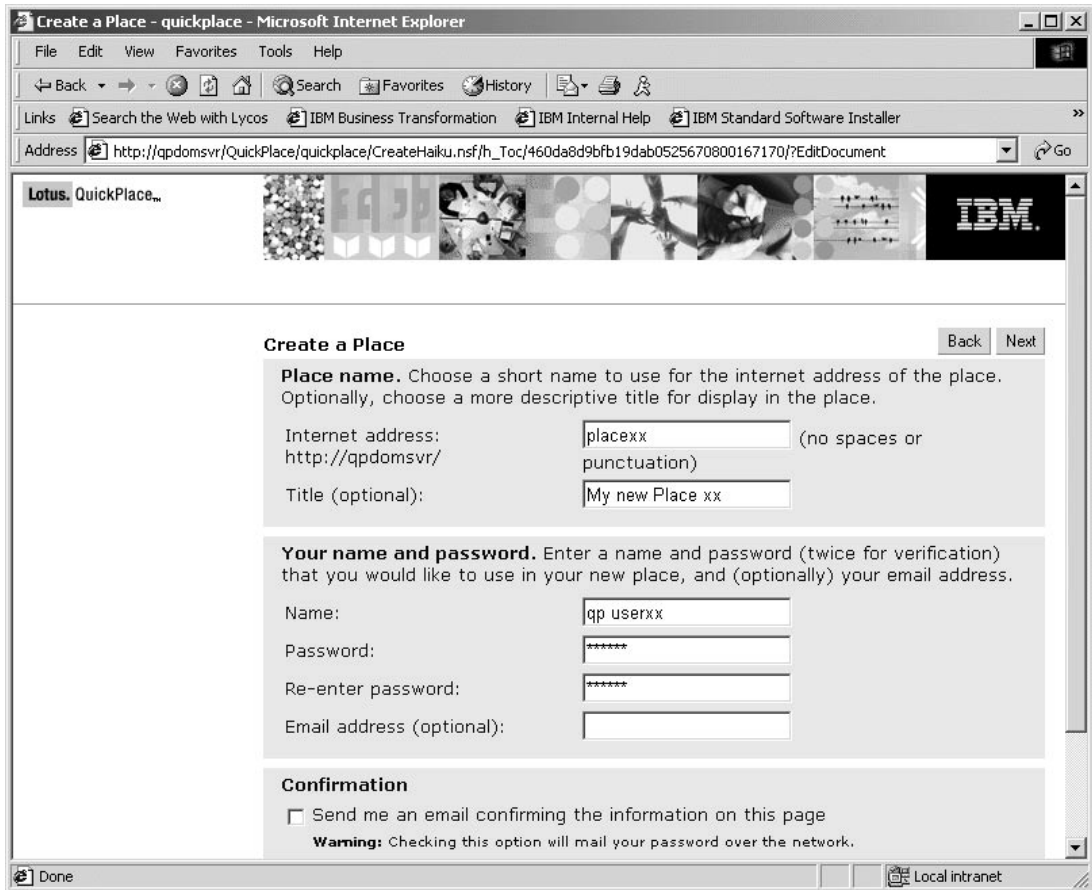 Create a Place - quickplace - Microsoft Internet Explorer
File Edit View Favorites Tools Help
Back Search Favorites History
Links Search the Web with Lycos IBM Business Transformation IBM Internal Help IBM Standard Software Installer »
Address http://qpdomsvr/QuickPlace/quickplace/CreateHaiku.nsf/h_Toc/460da8d9bfb19dab0525670800167170/?EditDocument Go
Lotus. QuickPlace™
IBM.
Create a Place Back Next
Place name. Choose a short name to use for the internet address of the place.
Optionally, choose a more descriptive title for display in the place.
Internet address: placexx (no spaces or
http://qpdomsvr/ punctuation)
Title (optional): My new Place xx
Your name and password. Enter a name and password (twice for verification)
that you would like to use in your new place, and (optionally) your email address.
Name: qp userxx
Password: ******
Re-enter password: ******
Email address (optional):
Confirmation
Send me an email confirming the information on this page
Warning: Checking this option will mail your password over the network.
Done Local intranet